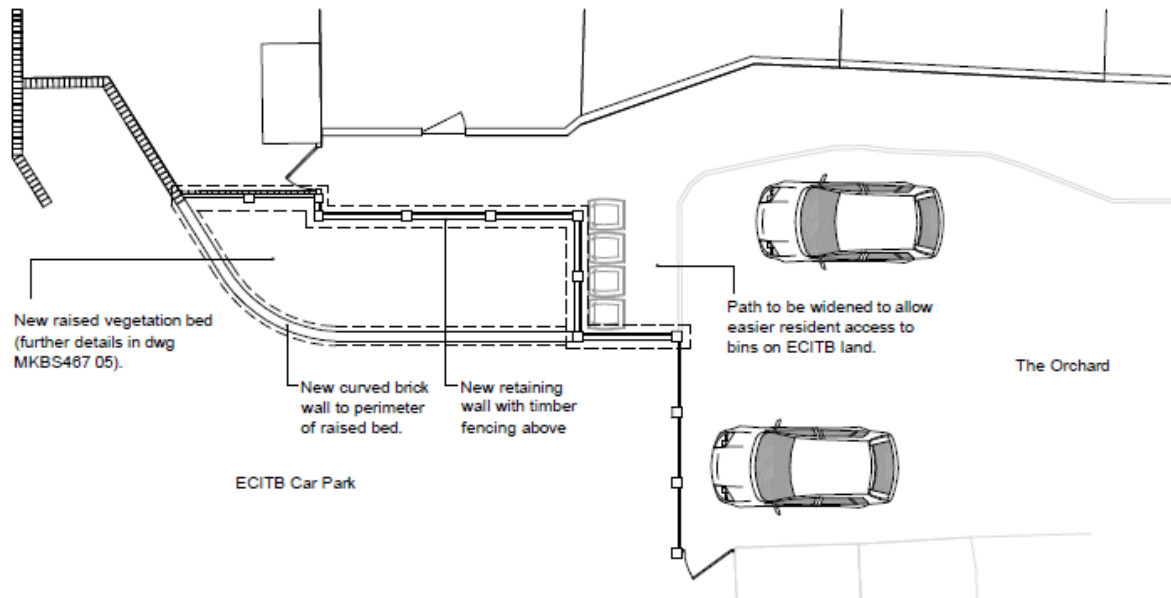 New raised vegetation bed
(further details in dwg
MKBS467 05).
New curved brick
wall to perimeter
of raised bed.
New retaining
wall with timber
fencing above
Path to be widened to allow
easier resident access to
bins on ECITB land.
The Orchard
ECITB Car Park